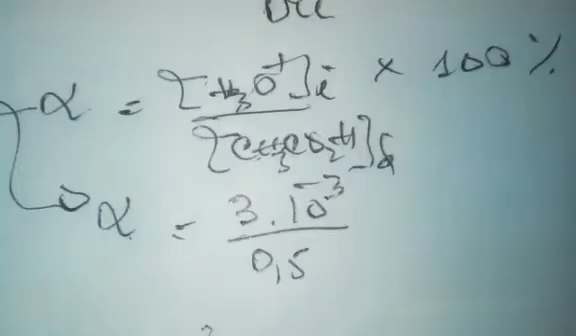 α = [H₃O⁺]i × 100%
[CH₃CO₂H]
α = 3.10⁻³
0,5